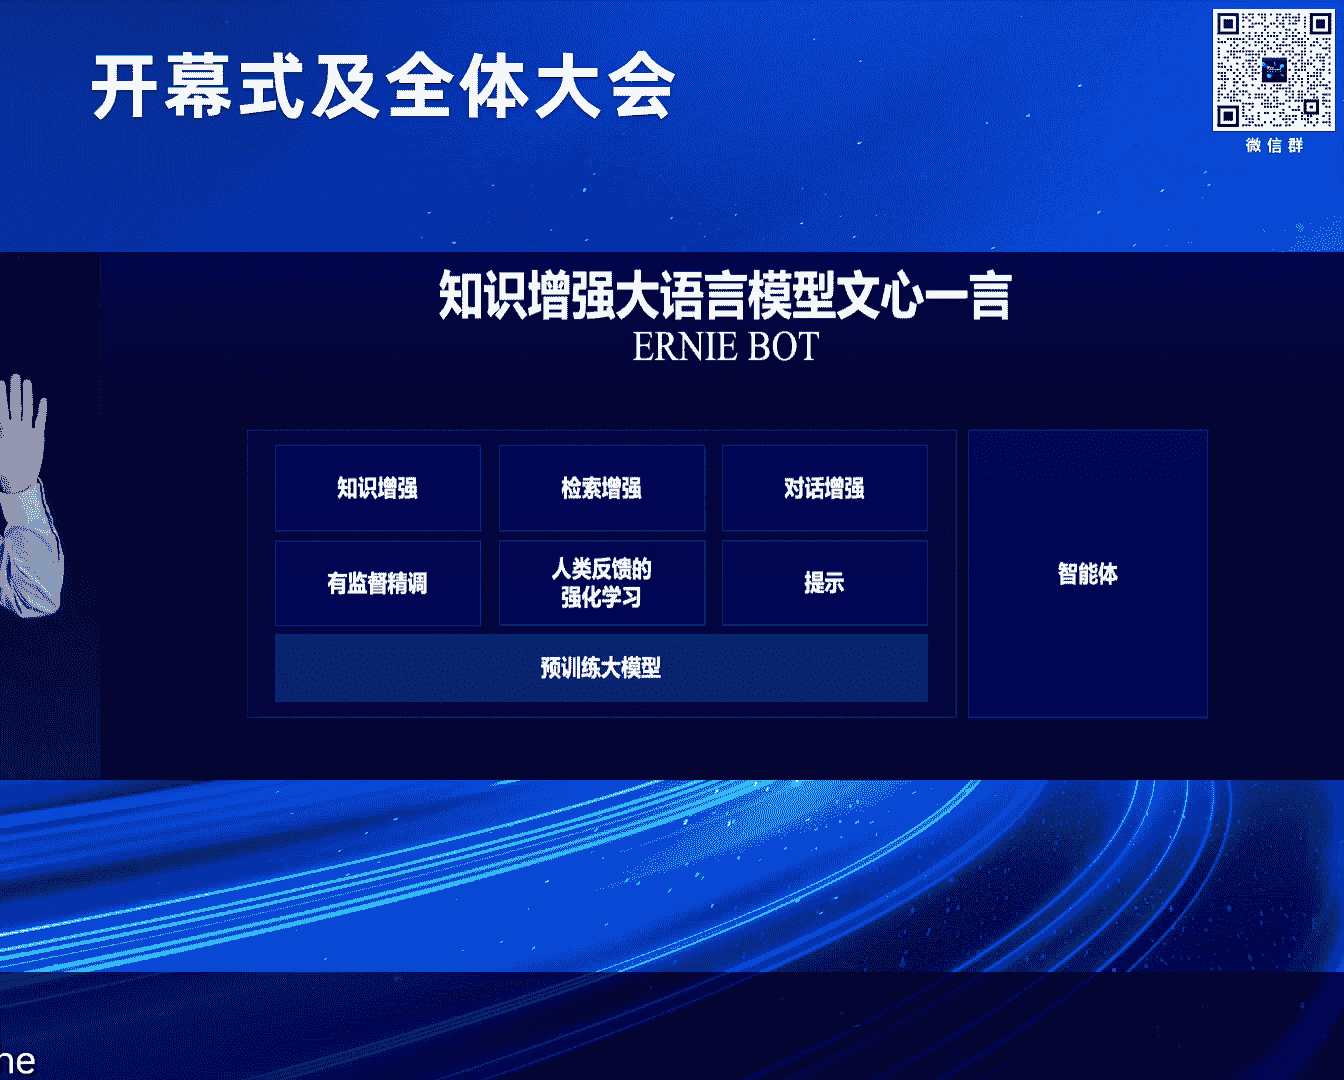 开幕式及全体大会
微信群
知识增强大语言模型文心一言
ERNIE BOT
知识增强
检索增强
对话增强
有监督精调
人类反馈的
强化学习
提示
智能体
预训练大模型
ne